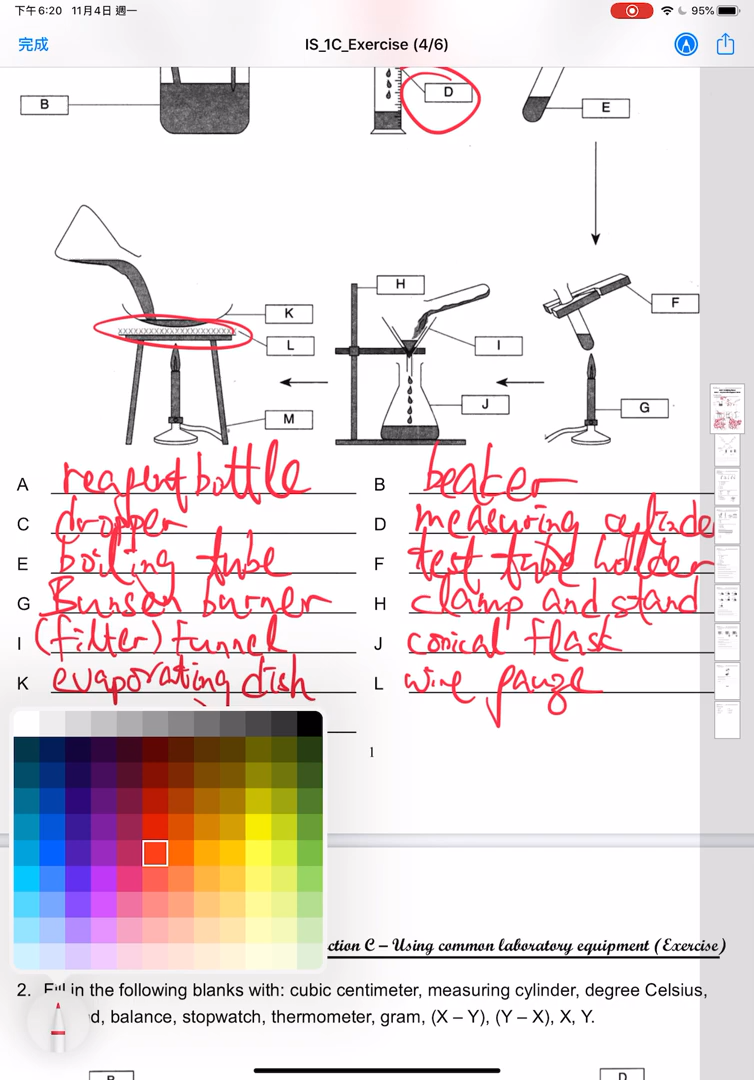 下午6:20 11月4日 週一
95%
完成
IS_1C_Exercise (4/6)
B
D
E
H
F
K
L
I
J
G
M
A reagent bottle
B beaker
C dropper
D measuring cylinde
E boiling tube
F test tube holder
G Bunsen burner
H clamp and stand
I (filter) funnel
J conical flask
K evaporating dish
L wire gauze
1
ction C – Using common laboratory equipment (Exercise)
2. Fill in the following blanks with: cubic centimeter, measuring cylinder, degree Celsius,
d, balance, stopwatch, thermometer, gram, (X – Y), (Y – X), X, Y.
D